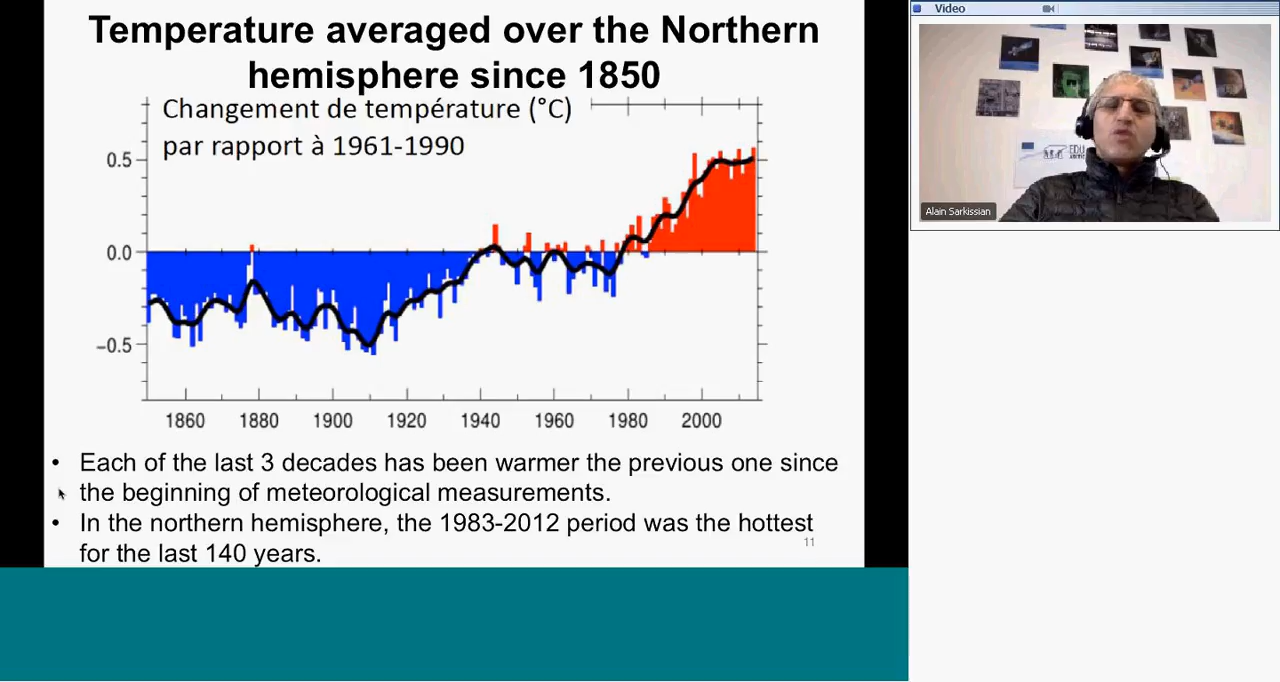 Temperature averaged over the Northern
hemisphere since 1850
Changement de température (°C)
par rapport à 1961-1990
0.5
0.0
−0.5
1860 1880 1900 1920 1940 1960 1980 2000
• Each of the last 3 decades has been warmer the previous one since
the beginning of meteorological measurements.
• In the northern hemisphere, the 1983-2012 period was the hottest
for the last 140 years.
11
Video
EDU
Alain Sarkissian